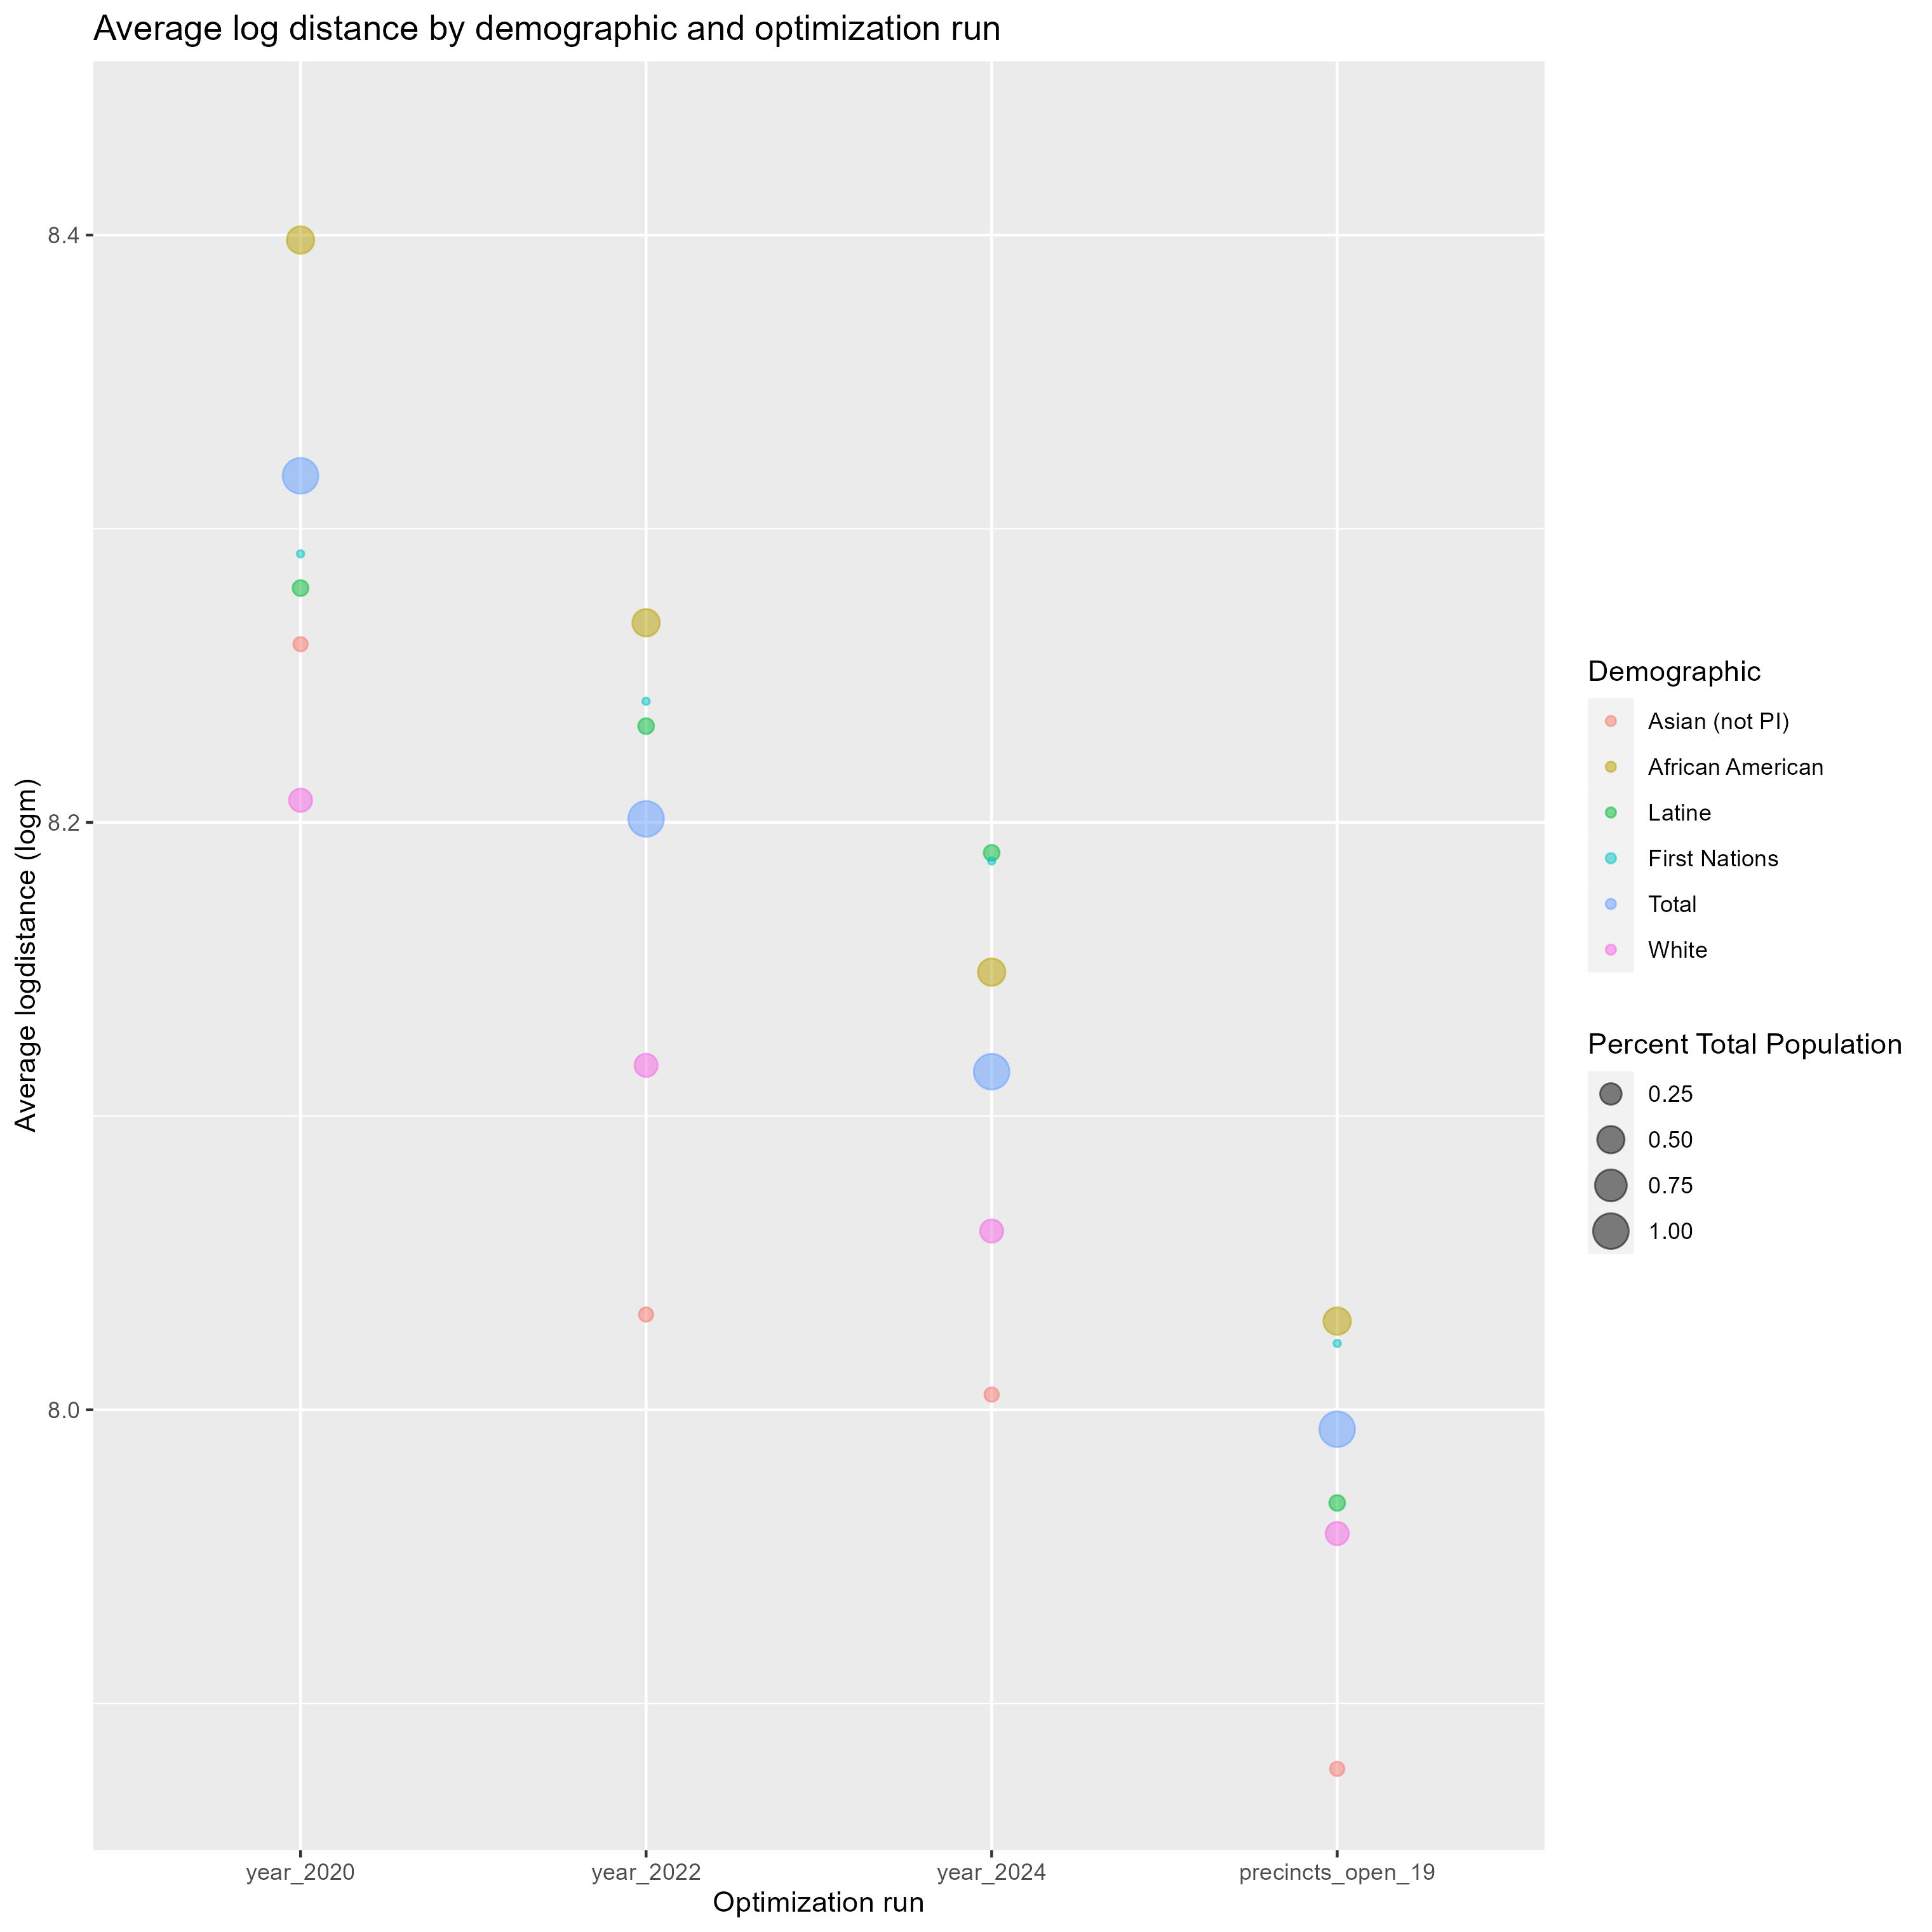 Average log distance by demographic and optimization run
Average logdistance (logm)
8.4
8.2
8.0
year_2020
year_2022
year_2024
precincts_open_19
Optimization run
Demographic
Asian (not PI)
African American
Latine
First Nations
Total
White
Percent Total Population
0.25
0.50
0.75
1.00